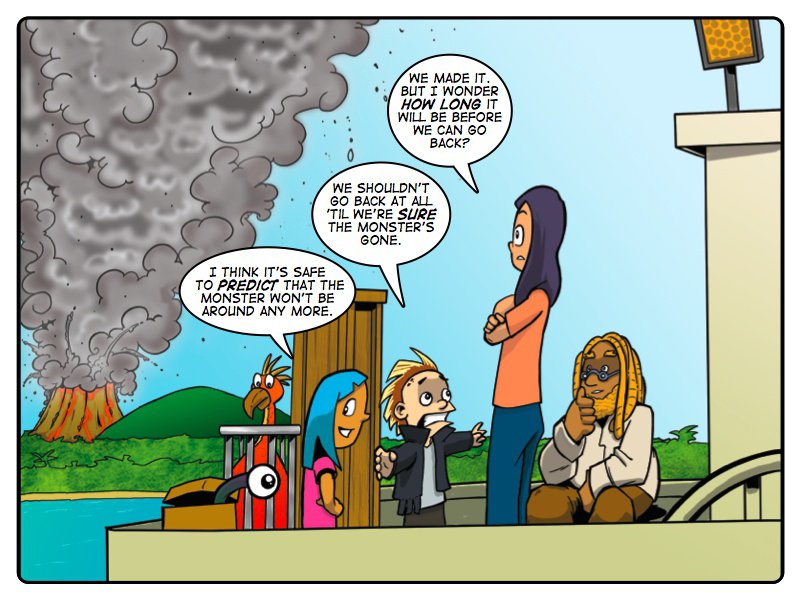 WE MADE IT.
BUT I WONDER
HOW LONG IT
WILL BE BEFORE
WE CAN GO
BACK?
WE SHOULDN'T
GO BACK AT ALL
'TIL WE'RE SURE
THE MONSTER'S
GONE.
I THINK IT'S SAFE
TO PREDICT THAT THE
MONSTER WON'T BE
AROUND ANY MORE.